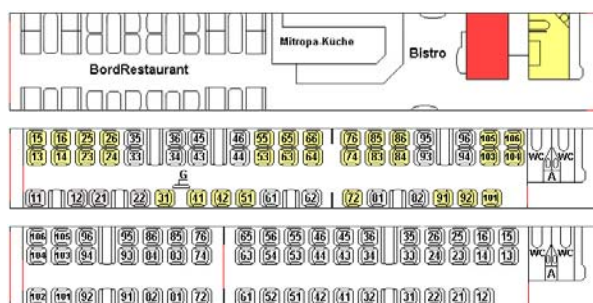 Mitropa-Küche
Bistro
BordRestaurant
15 16 25 26 35 36 45 46 55 65 66 76 85 86 95 96 105 106
13 14 23 24 33 34 43 44 53 63 64 74 83 84 93 94 103 104 WC WC
A
G
11 12 21 22 31 41 42 51 61 62 72 81 82 91 92 101
106 105 96 95 86 85 76 65 56 55 46 45 36 35 26 25 16 15
104 103 94 93 84 83 74 63 54 53 44 43 34 33 24 23 14 13 WC WC
A
102 101 92 91 82 81 72 61 52 51 42 41 32 31 22 21 12